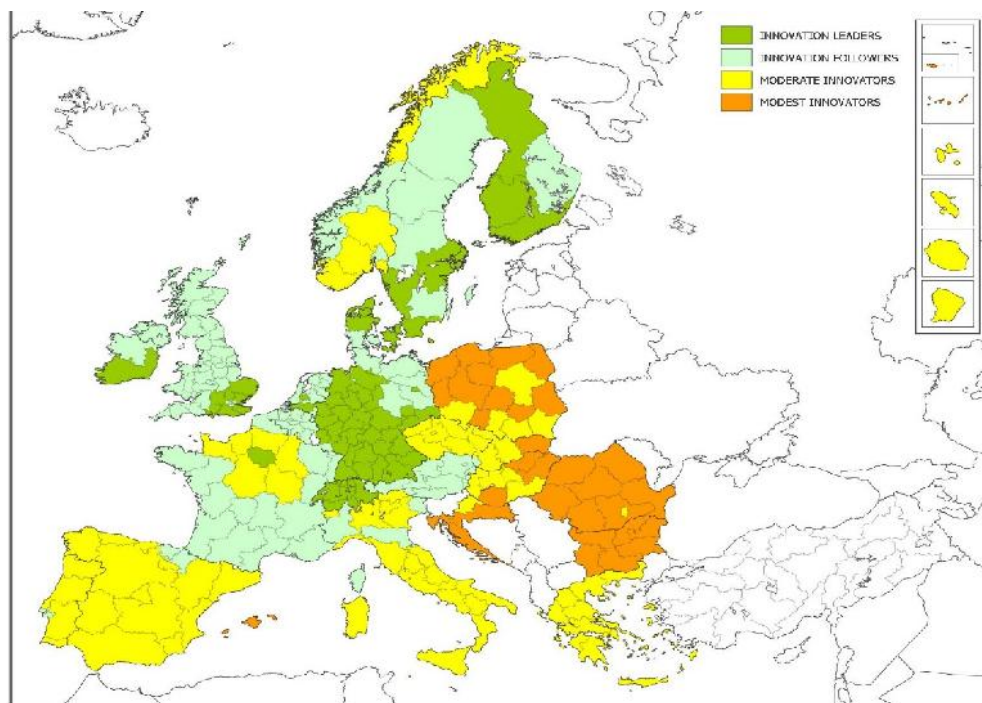 INNOVATION LEADERS
INNOVATION FOLLOWERS
MODERATE INNOVATORS
MODEST INNOVATORS